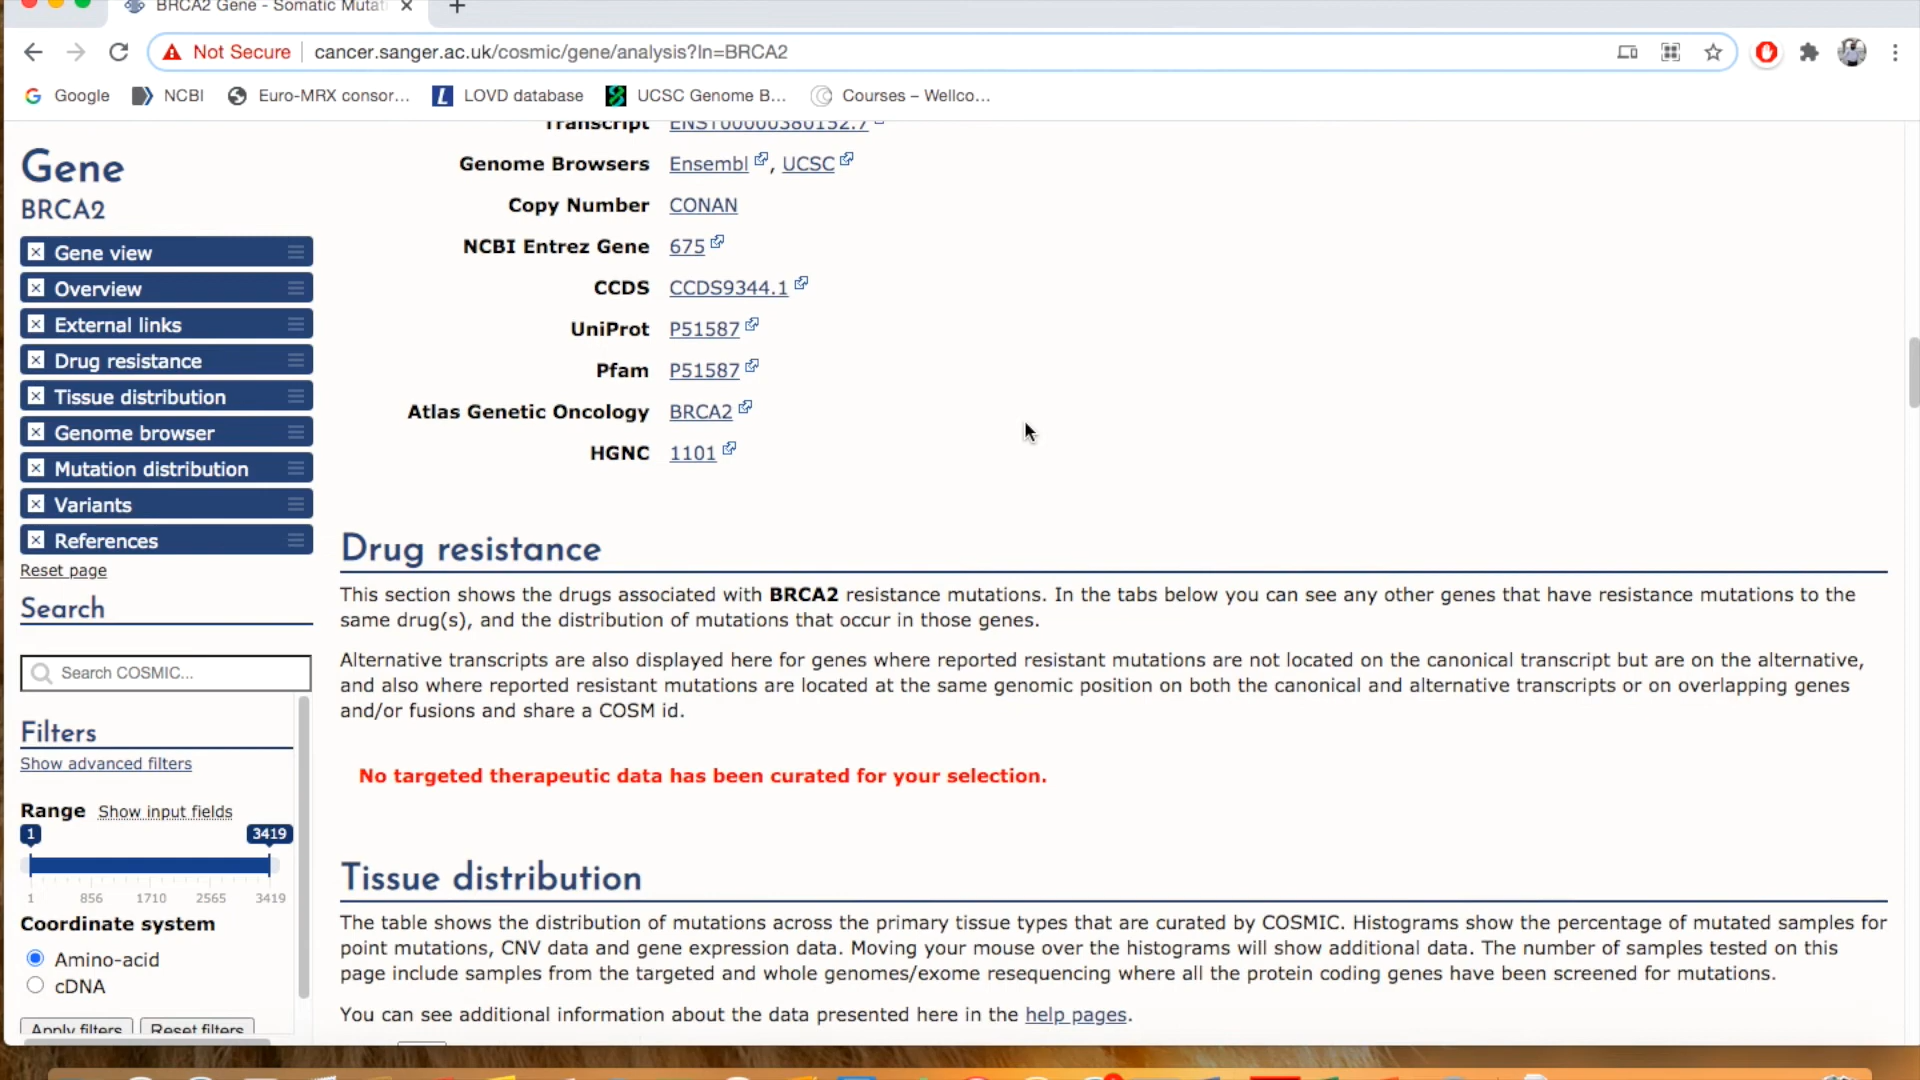 BRCA2 Gene - Somatic Mutati
Not Secure
cancer.sanger.ac.uk/cosmic/gene/analysis?ln=BRCA2
Google
NCBI
Euro-MRX consor...
LOVD database
UCSC Genome B...
Courses – Wellco...
Gene
BRCA2
Gene view
Overview
External links
Drug resistance
Tissue distribution
Genome browser
Mutation distribution
Variants
References
Reset page
Search
Search COSMIC...
Filters
Show advanced filters
Range Show input fields
1 3419
1 856 1710 2565 3419
Coordinate system
Amino-acid
cDNA
Apply filters Reset filters
Transcript ENST00000380152.7
Genome Browsers Ensembl , UCSC
Copy Number CONAN
NCBI Entrez Gene 675
CCDS CCDS9344.1
UniProt P51587
Pfam P51587
Atlas Genetic Oncology BRCA2
HGNC 1101
Drug resistance
This section shows the drugs associated with BRCA2 resistance mutations. In the tabs below you can see any other genes that have resistance mutations to the
same drug(s), and the distribution of mutations that occur in those genes.
Alternative transcripts are also displayed here for genes where reported resistant mutations are not located on the canonical transcript but are on the alternative,
and also where reported resistant mutations are located at the same genomic position on both the canonical and alternative transcripts or on overlapping genes
and/or fusions and share a COSM id.
No targeted therapeutic data has been curated for your selection.
Tissue distribution
The table shows the distribution of mutations across the primary tissue types that are curated by COSMIC. Histograms show the percentage of mutated samples for
point mutations, CNV data and gene expression data. Moving your mouse over the histograms will show additional data. The number of samples tested on this
page include samples from the targeted and whole genomes/exome resequencing where all the protein coding genes have been screened for mutations.
You can see additional information about the data presented here in the help pages.